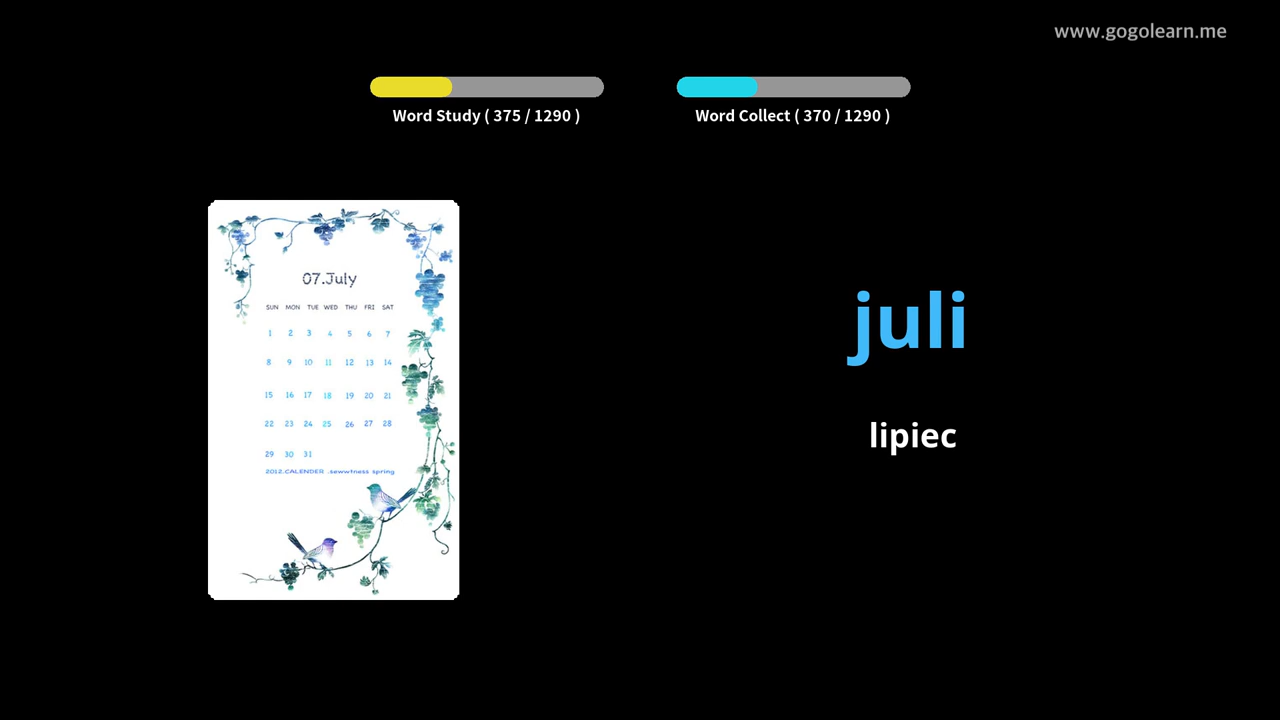 www.gogolearn.me
Word Study ( 375 / 1290 )
Word Collect ( 370 / 1290 )
07.July
SUN MON TUE WED THU FRI SAT
1 2 3 4 5 6 7
8 9 10 11 12 13 14
15 16 17 18 19 20 21
22 23 24 25 26 27 28
29 30 31
2012.CALENDER .sewwtness spring
juli
lipiec